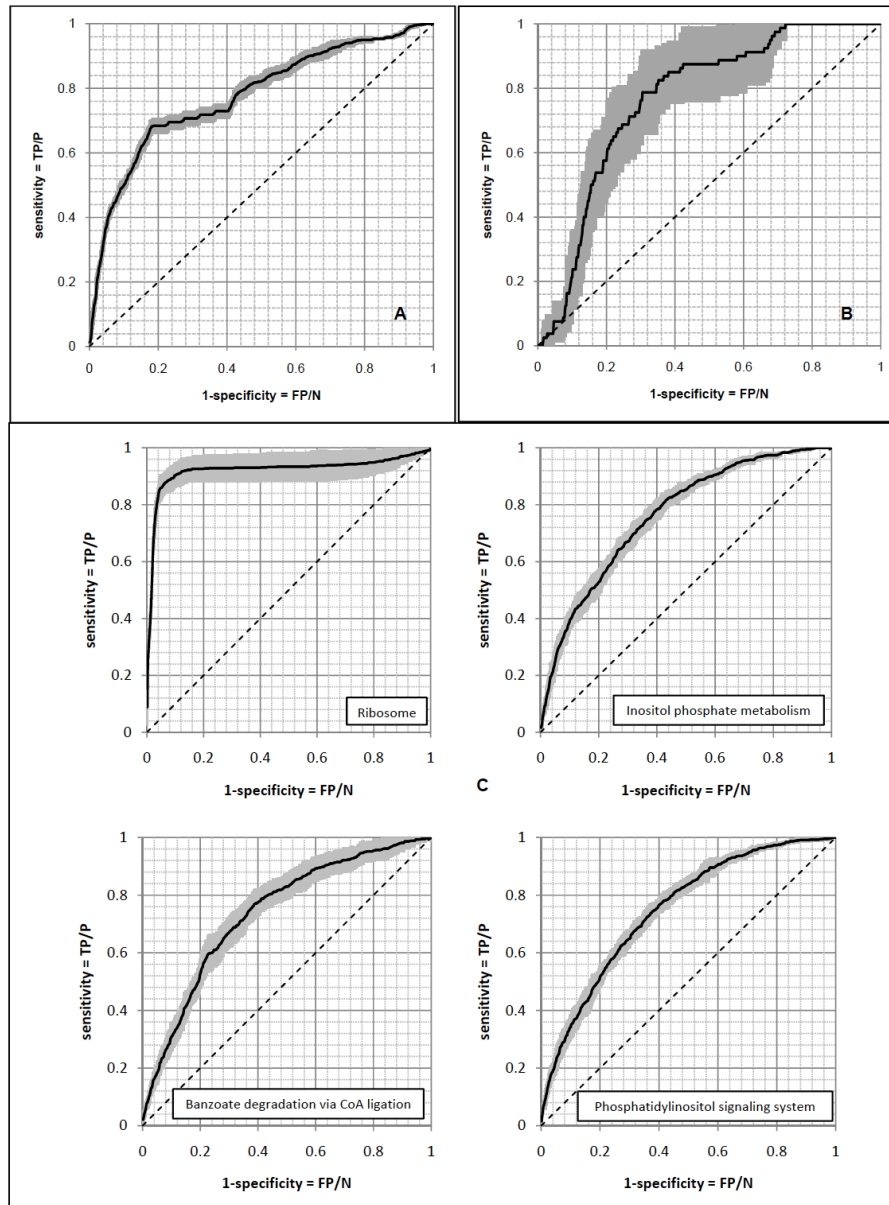 1
0.8
0.6
0.4
0.2
0
0 0.2 0.4 0.6 0.8 1
sensitivity = TP/P
1-specificity = FP/N
A
1
0.8
0.6
0.4
0.2
0
0 0.2 0.4 0.6 0.8 1
sensitivity = TP/P
1-specificity = FP/N
B
1
0.8
0.6
0.4
0.2
0
0 0.2 0.4 0.6 0.8 1
sensitivity = TP/P
Ribosome
1-specificity = FP/N
1
0.8
0.6
0.4
0.2
0
0 0.2 0.4 0.6 0.8 1
sensitivity = TP/P
Inositol phosphate metabolism
1-specificity = FP/N
C
1
0.8
0.6
0.4
0.2
0
0 0.2 0.4 0.6 0.8 1
sensitivity = TP/P
Banzoate degradation via CoA ligation
1-specificity = FP/N
1
0.8
0.6
0.4
0.2
0
0 0.2 0.4 0.6 0.8 1
sensitivity = TP/P
Phosphatidylinositol signaling system
1-specificity = FP/N